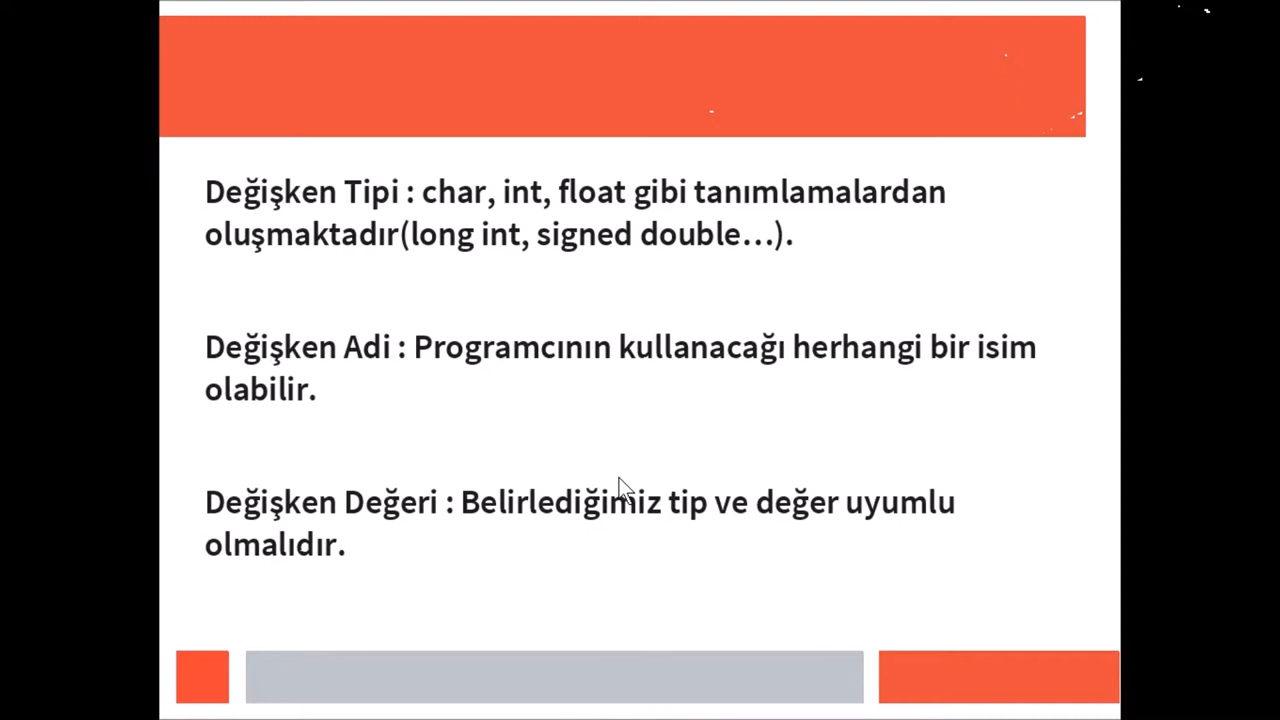 Değişken Tipi : char, int, float gibi tanımlamalardan
oluşmaktadır(long int, signed double...).
Değişken Adi : Programcının kullanacağı herhangi bir isim
olabilir.
Değişken Değeri : Belirlediğimiz tip ve değer uyumlu
olmalıdır.